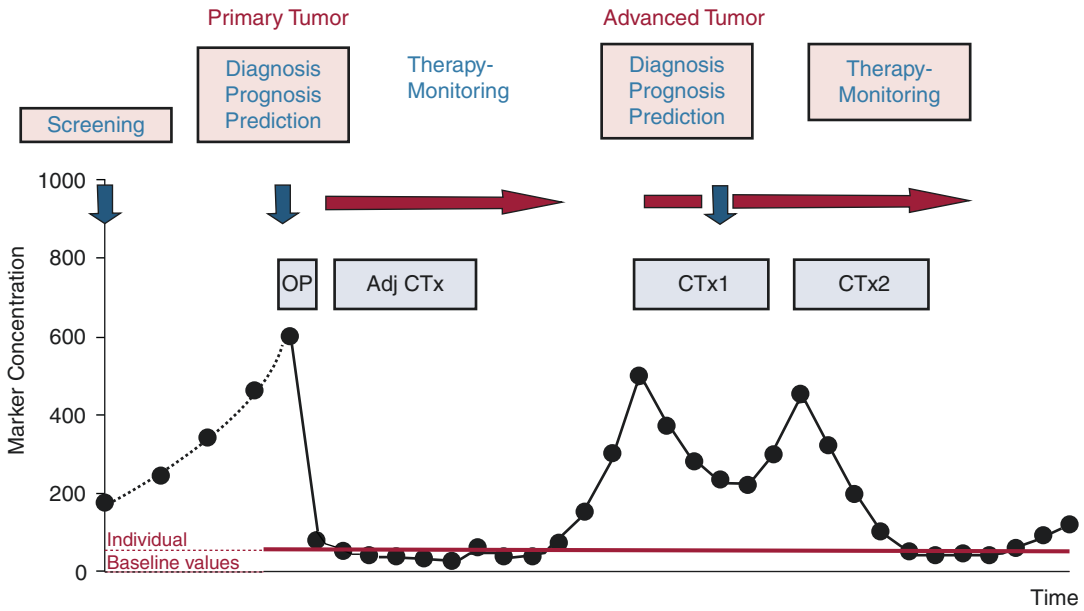 Primary Tumor
Advanced Tumor
Screening
Diagnosis
Prognosis
Prediction
Therapy-
Monitoring
Diagnosis
Prognosis
Prediction
Therapy-
Monitoring
OP
Adj CTx
CTx1
CTx2
Marker Concentration
1000
800
600
400
200
0
Individual
Baseline values
Time